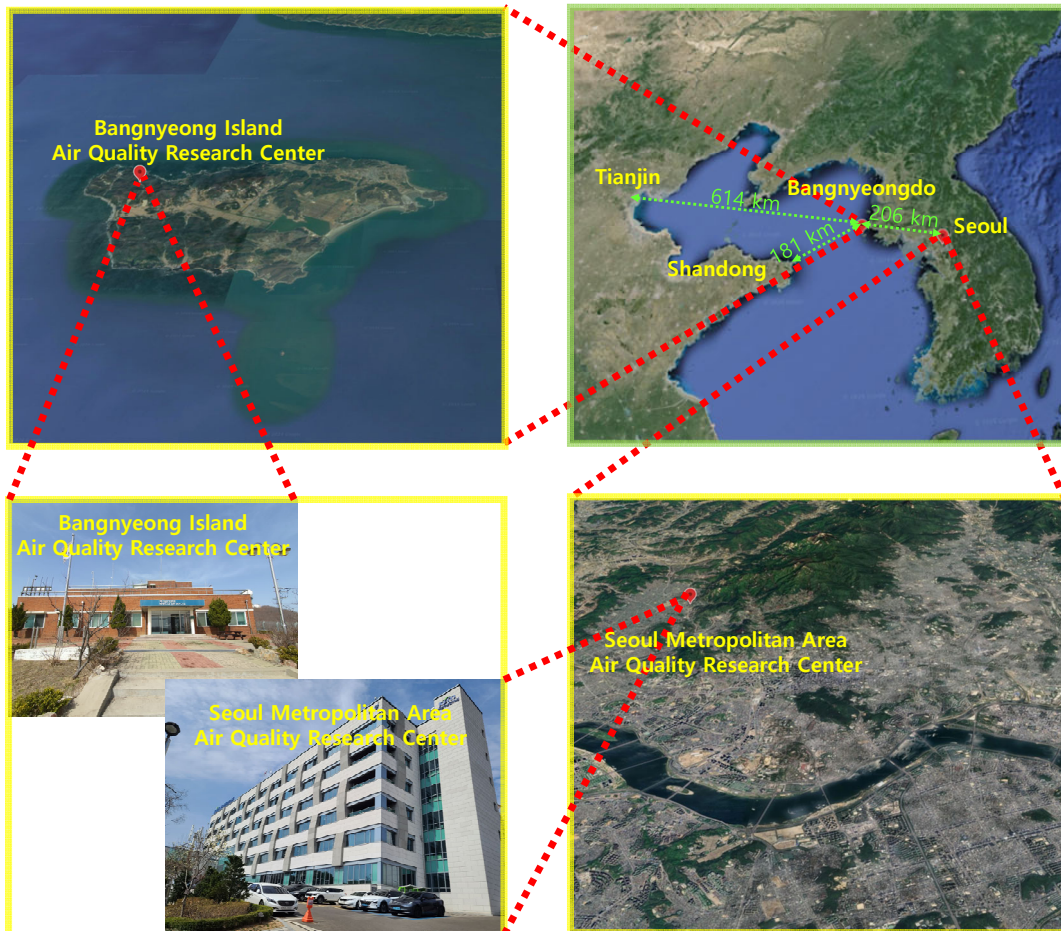 Bangnyeong Island
Air Quality Research Center
Tianjin
Bangnyeongdo
614 km
206 km
Seoul
181 km
Shandong
Bangnyeong Island
Air Quality Research Center
Seoul Metropolitan Area
Air Quality Research Center
Seoul Metropolitan Area
Air Quality Research Center